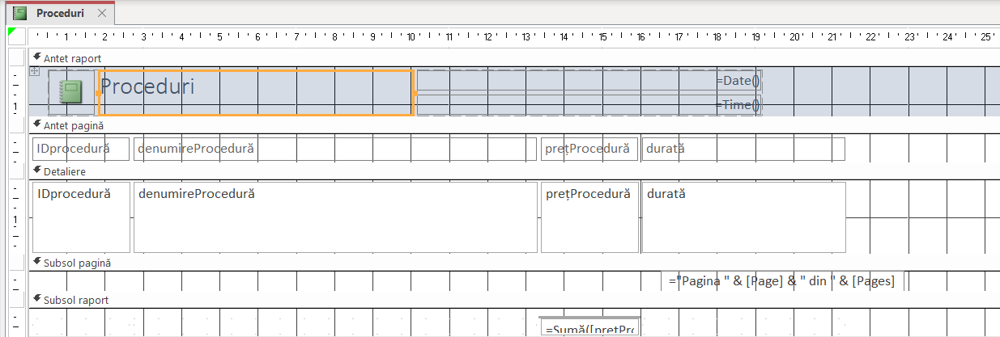 Proceduri
1 2 3 4 5 6 7 8 9 10 11 12 13 14 15 16 17 18 19 20 21 22 23 24 25
Antet raport
Proceduri =Date()
1 =Time()
Antet pagină
IDprocedură denumireProcedură prețProcedură durată
Detaliere
IDprocedură denumireProcedură prețProcedură durată
1
Subsol pagină
="Pagina " & [Page] & " din " & [Pages]
Subsol raport
=Sumă([prețPro